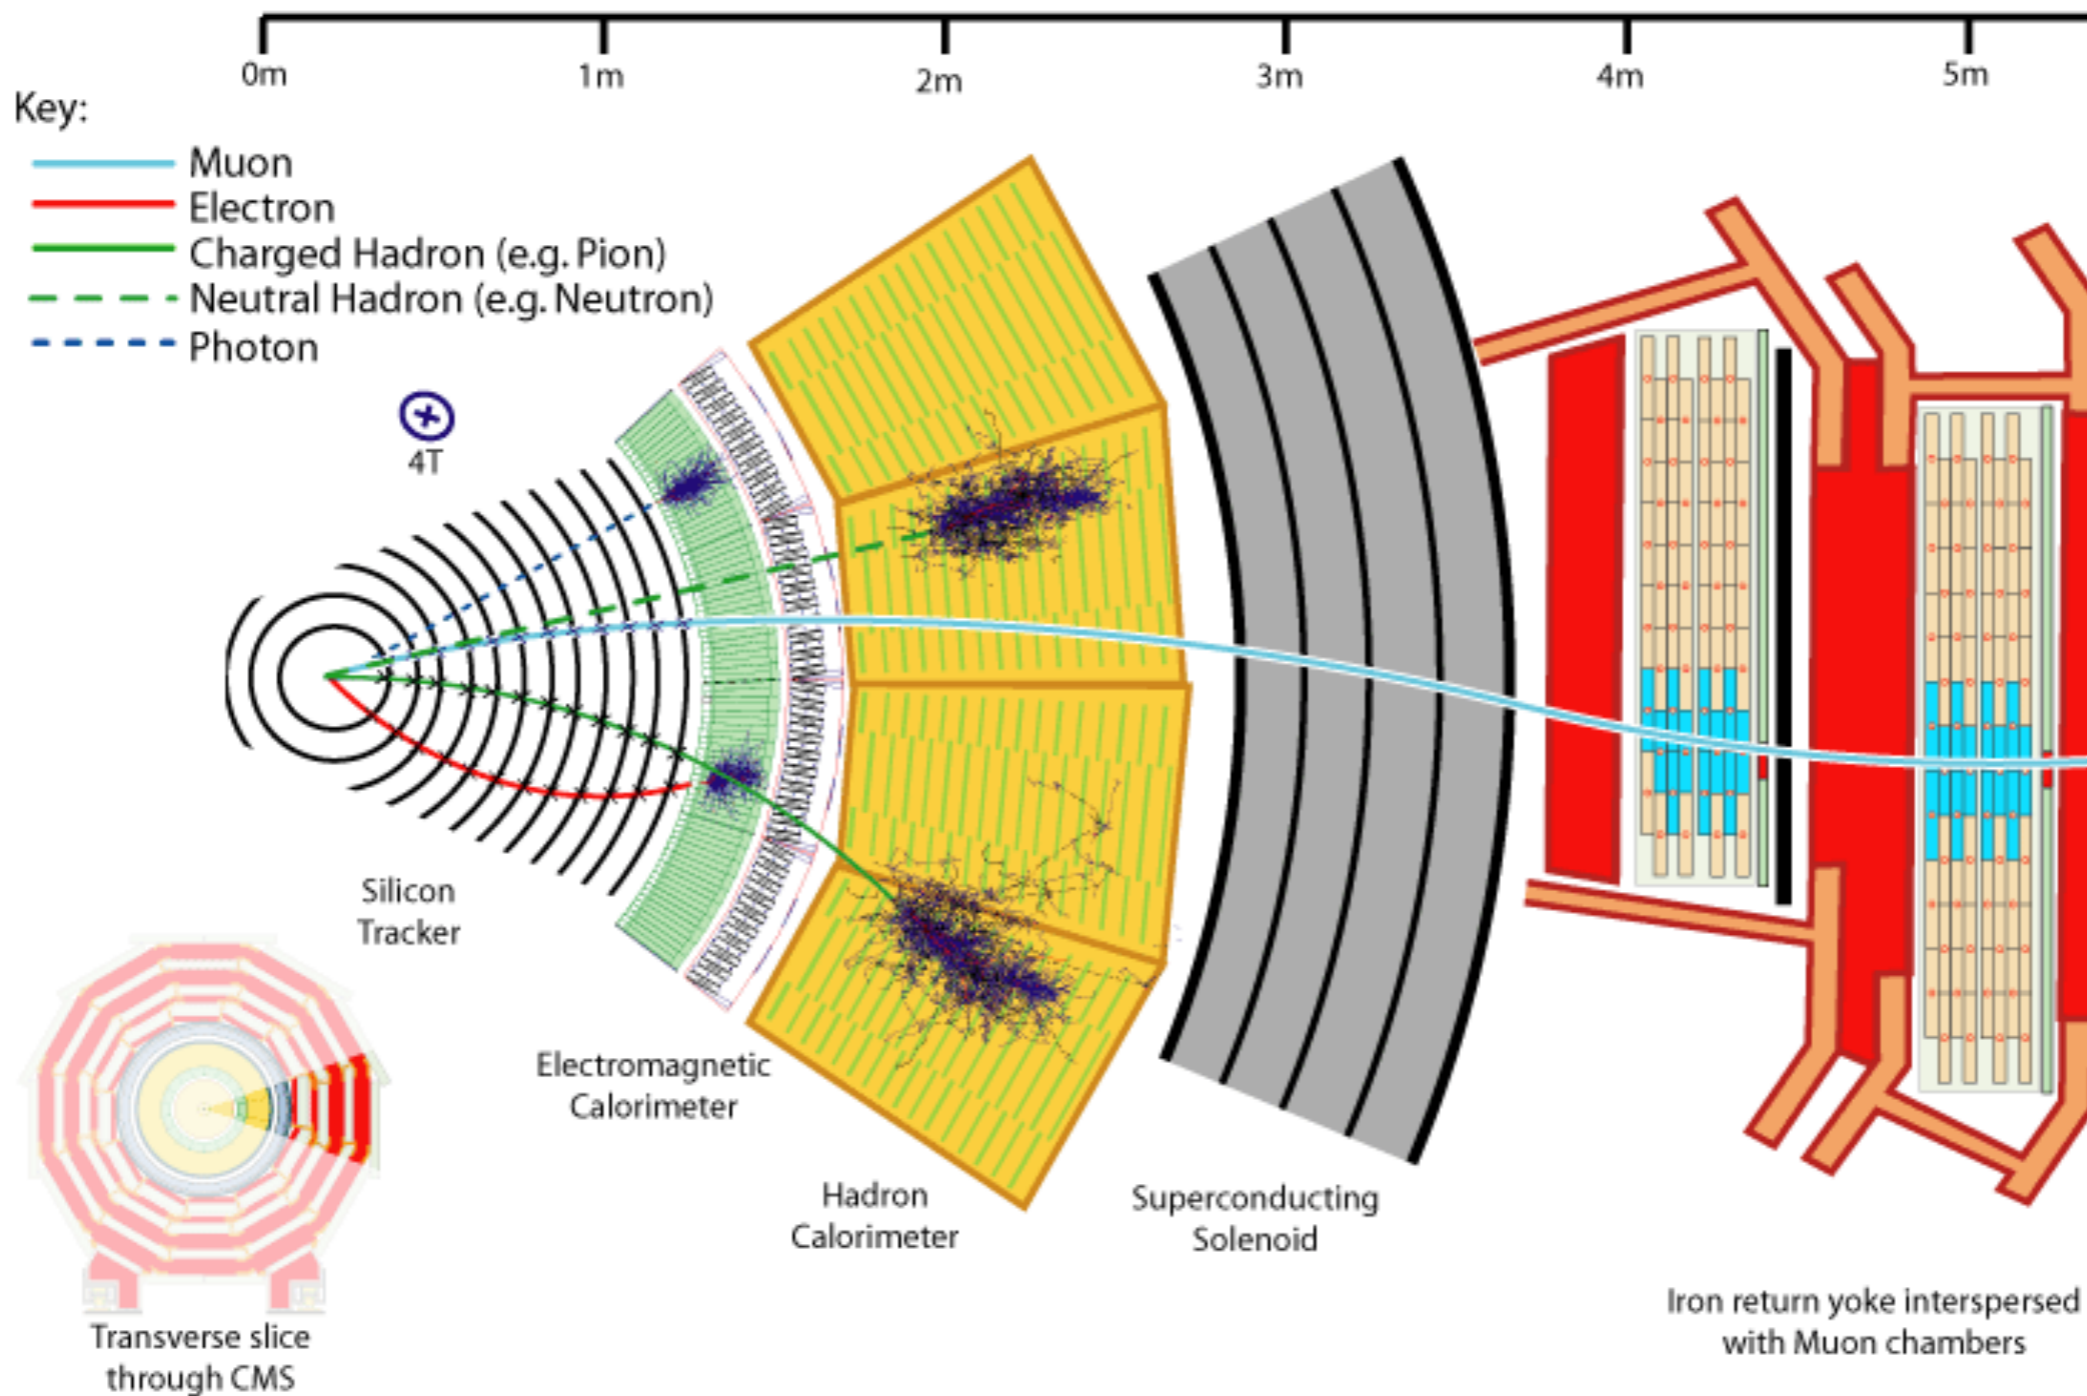 0m 1m 2m 3m 4m 5m
Key:
Muon
Electron
Charged Hadron (e.g. Pion)
Neutral Hadron (e.g. Neutron)
Photon
4T
Silicon
Tracker
Electromagnetic
Calorimeter
Hadron
Calorimeter
Superconducting
Solenoid
Iron return yoke interspersed
with Muon chambers
Transverse slice
through CMS